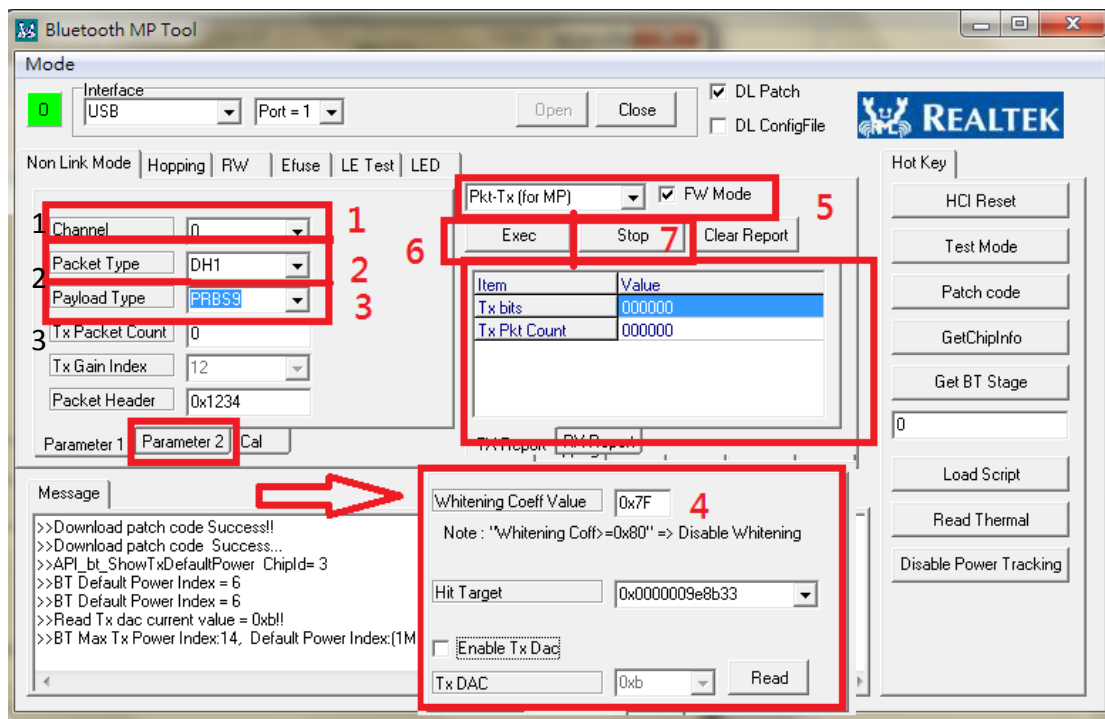 Bluetooth MP Tool
Mode
Interface
0
USB
Port = 1
Open
Close
DL Patch
DL ConfigFile
REALTEK
Non Link Mode
Hopping
RW
Efuse
LE Test
LED
Hot Key
1
Channel
0
1
2
Packet Type
DH1
2
Payload Type
PRBS9
3
3
Tx Packet Count
0
Tx Gain Index
12
Packet Header
0x1234
Parameter 1
Parameter 2
Cal
Pkt-Tx (for MP)
FW Mode
5
6
Exec
Stop
7
Clear Report
Item Value
Tx bits 000000
Tx Pkt Count 000000
TX Report
RX Report
HCI Reset
Test Mode
Patch code
GetChipInfo
Get BT Stage
0
Load Script
Read Thermal
Disable Power Tracking
Message
>>Download patch code Success!!
>>Download patch code Success...
>>API_bt_ShowTxDefaultPower ChipId= 3
>>BT Default Power Index = 6
>>BT Default Power Index = 6
>>Read Tx dac current value = 0xb!!
>>BT Max Tx Power Index:14, Default Power Index:(1M
Whitening Coeff Value
0x7F
4
Note : "Whitening Coff>=0x80" => Disable Whitening
Hit Target
0x0000009e8b33
Enable Tx Dac
Tx DAC
0xb
Read